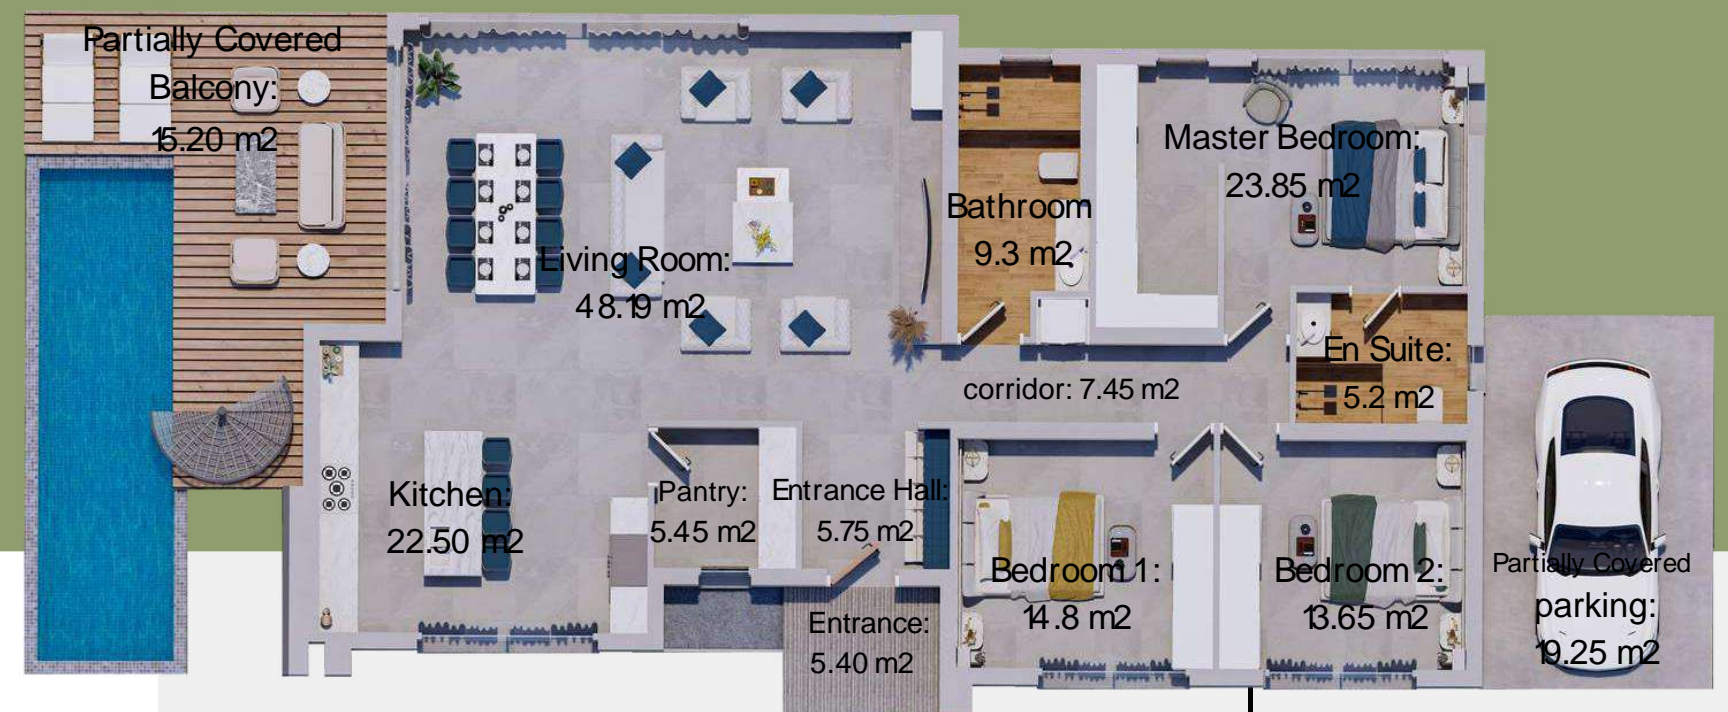 Partially Covered
Balcony:
15.20 m2
Living Room:
48.19 m2
Bathroom
9.3 m2
Master Bedroom:
23.85 m2
En Suite:
5.2 m2
corridor: 7.45 m2
Kitchen:
22.50 m2
Pantry:
5.45 m2
Entrance Hall:
5.75 m2
Entrance:
5.40 m2
Bedroom 1:
14.8 m2
Bedroom 2:
13.65 m2
Partially Covered
parking:
19.25 m2